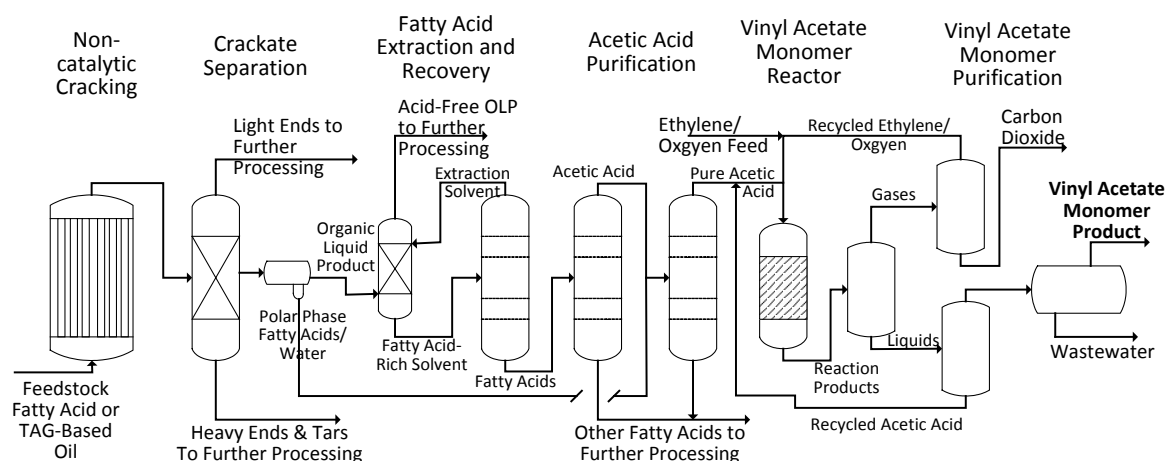 Non-
catalytic
Cracking
Crackate
Separation
Fatty Acid
Extraction and
Recovery
Acetic Acid
Purification
Vinyl Acetate
Monomer
Reactor
Vinyl Acetate
Monomer
Purification
Light Ends to
Further
Processing
Acid-Free OLP
to Further
Processing
Extraction
Solvent
Acetic Acid
Ethylene/
Oxgyen Feed
Pure Acetic
Acid
Recycled Ethylene/
Oxgyen
Carbon
Dioxide
Gases
Vinyl Acetate
Monomer
Product
Organic
Liquid
Product
Polar Phase
Fatty Acids/
Water
Fatty Acid-
Rich Solvent
Fatty Acids
Reaction
Products
Liquids
Wastewater
Feedstock
Fatty Acid or
TAG-Based
Oil
Heavy Ends & Tars
To Further Processing
Other Fatty Acids to
Further Processing
Recycled Acetic Acid